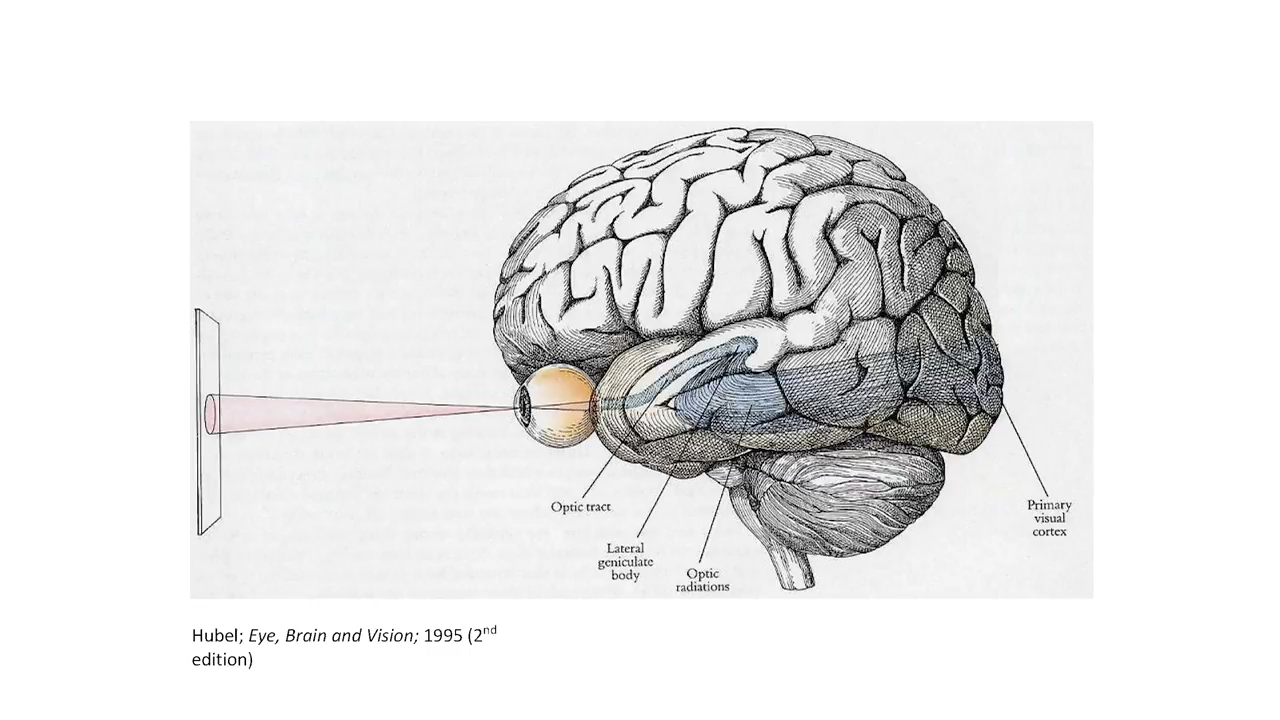 Optic tract
Lateral
geniculate
body
Optic
radiations
Primary
visual
cortex
Hubel; Eye, Brain and Vision; 1995 (2nd
edition)